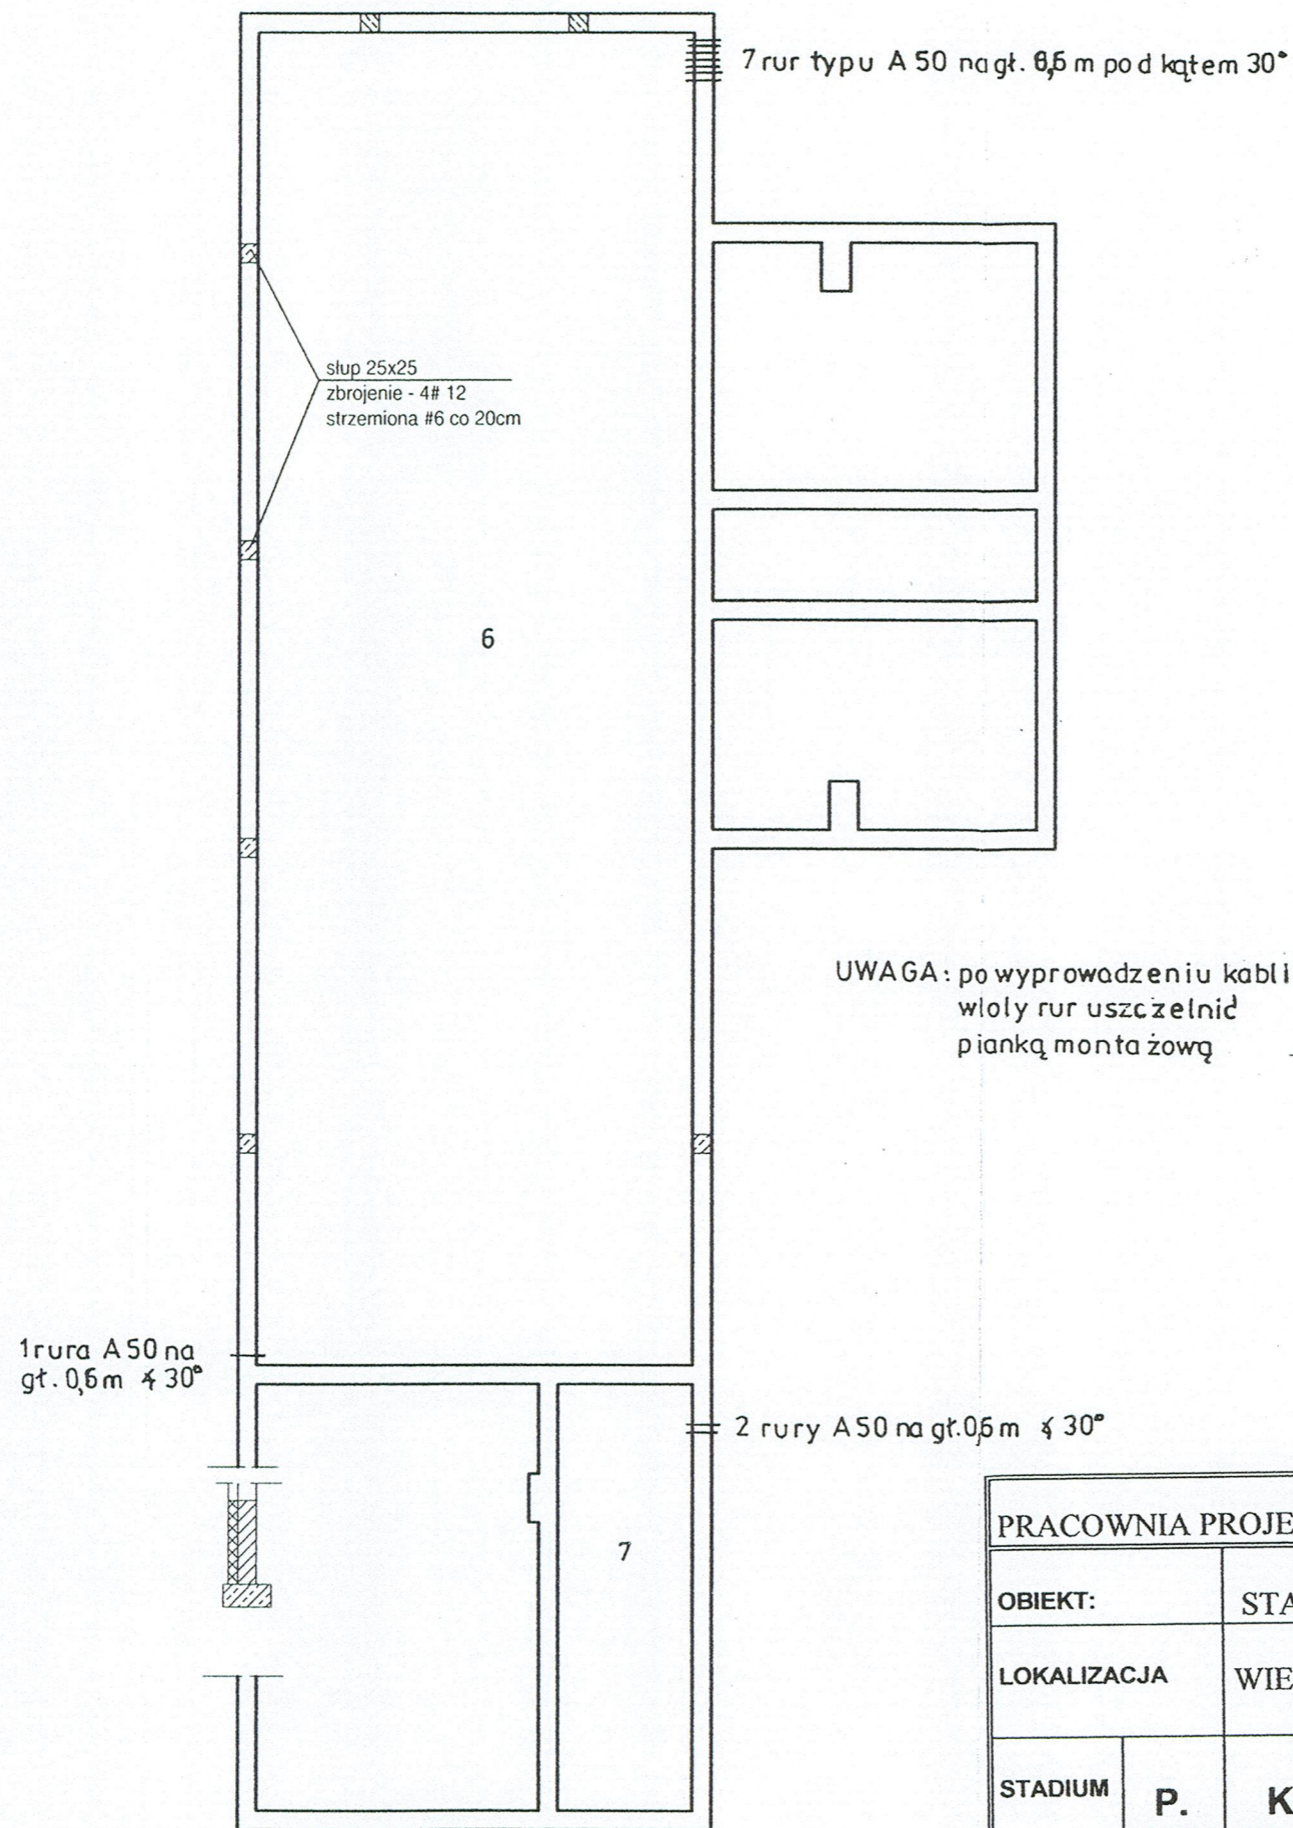 7 rur typu A 50 na gł. 0,6 m pod kątem 30°
słup 25x25
zbrojenie - 4# 12
strzemiona #6 co 20cm
6
UWAGA: po wyprowadzeniu kabli
wloly rur uszczelnić
pianką montażową
1 rura A 50 na
gł. 0,6 m ∢ 30°
2 rury A 50 na gł. 0,6 m ∢ 30°
7
PRACOWNIA PROJE
OBIEKT: STA
LOKALIZACJA WIE
STADIUM P. K